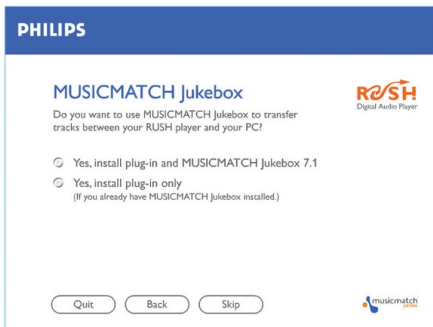 PHILIPS
MUSICMATCH Jukebox
RUSH
Digital Audio Player
Do you want to use MUSICMATCH Jukebox to transfer
tracks between your RUSH player and your PC?
Yes, install plug-in and MUSICMATCH Jukebox 7.1
Yes, install plug-in only
(If you already have MUSICMATCH Jukebox installed.)
Quit
Back
Skip
musicmatch